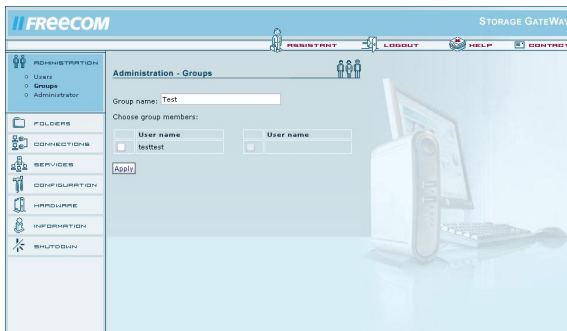 FREECOM
STORAGE GATEWAY
ASSISTANT
LOGOUT
HELP
CONTACT
ADMINISTRATION
Users
Groups
Administrator
FOLDERS
CONNECTIONS
SERVICES
CONFIGURATION
HARDWARE
INFORMATION
SHUTDOWN
Administration - Groups
Group name: Test
Choose group members:
User name User name
testtest
Apply